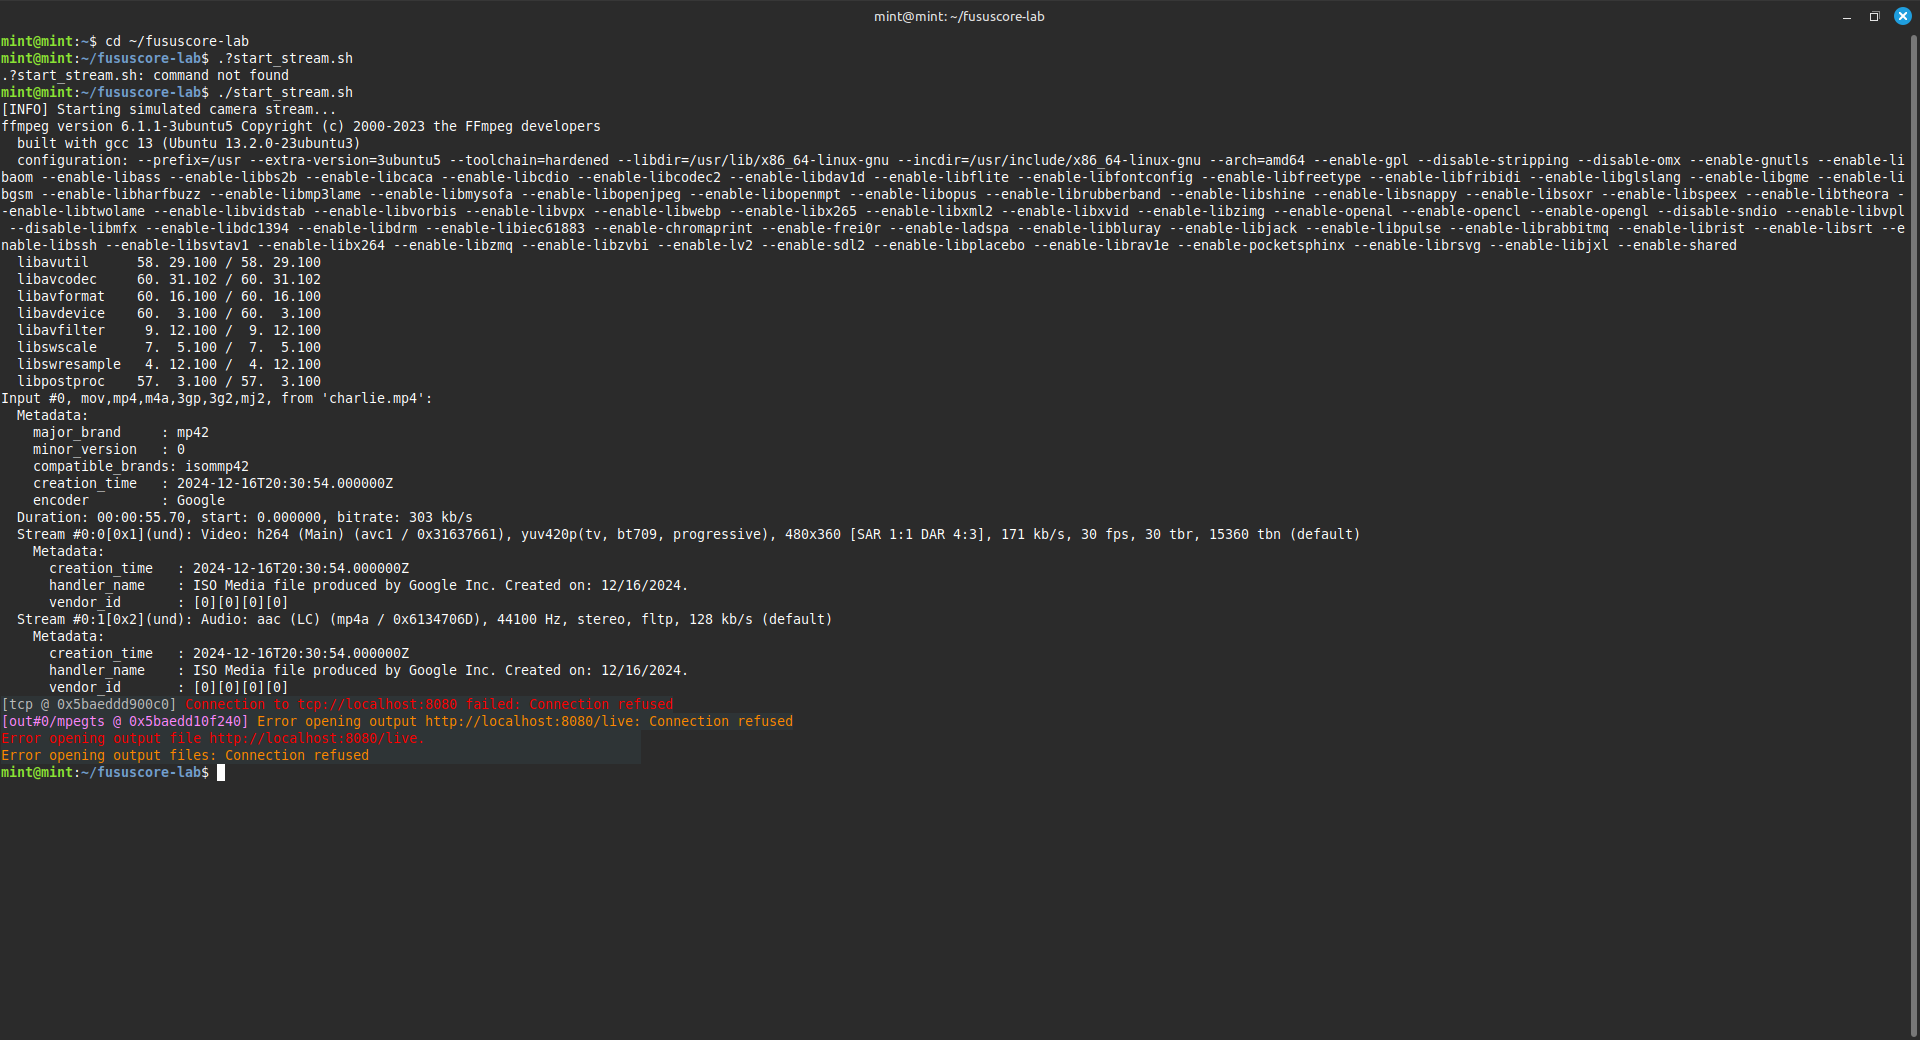 mint@mint: ~/fususcore-lab
mint@mint:~$ cd ~/fususcore-lab
mint@mint:~/fususcore-lab$ .?start_stream.sh
.?start_stream.sh: command not found
mint@mint:~/fususcore-lab$ ./start_stream.sh
[INFO] Starting simulated camera stream...
ffmpeg version 6.1.1-3ubuntu5 Copyright (c) 2000-2023 the FFmpeg developers
  built with gcc 13 (Ubuntu 13.2.0-23ubuntu3)
  configuration: --prefix=/usr --extra-version=3ubuntu5 --toolchain=hardened --libdir=/usr/lib/x86_64-linux-gnu --incdir=/usr/include/x86_64-linux-gnu --arch=amd64 --enable-gpl --disable-stripping --disable-omx --enable-gnutls --enable-li
baom --enable-libass --enable-libbs2b --enable-libcaca --enable-libcdio --enable-libcodec2 --enable-libdav1d --enable-libflite --enable-libfontconfig --enable-libfreetype --enable-libfribidi --enable-libglslang --enable-libgme --enable-li
bgsm --enable-libharfbuzz --enable-libmp3lame --enable-libmysofa --enable-libopenjpeg --enable-libopenmpt --enable-libopus --enable-librubberband --enable-libshine --enable-libsnappy --enable-libsoxr --enable-libspeex --enable-libtheora -
-enable-libtwolame --enable-libvidstab --enable-libvorbis --enable-libvpx --enable-libwebp --enable-libx265 --enable-libxml2 --enable-libxvid --enable-libzimg --enable-openal --enable-opencl --enable-opengl --disable-sndio --enable-libvpl
 --disable-libmfx --enable-libdc1394 --enable-libdrm --enable-libiec61883 --enable-chromaprint --enable-frei0r --enable-ladspa --enable-libbluray --enable-libjack --enable-libpulse --enable-librabbitmq --enable-librist --enable-libsrt --e
nable-libssh --enable-libsvtav1 --enable-libx264 --enable-libzmq --enable-libzvbi --enable-lv2 --enable-sdl2 --enable-libplacebo --enable-librav1e --enable-pocketsphinx --enable-librsvg --enable-libjxl --enable-shared
  libavutil      58. 29.100 / 58. 29.100
  libavcodec     60. 31.102 / 60. 31.102
  libavformat    60. 16.100 / 60. 16.100
  libavdevice    60.  3.100 / 60.  3.100
  libavfilter     9. 12.100 /  9. 12.100
  libswscale      7.  5.100 /  7.  5.100
  libswresample   4. 12.100 /  4. 12.100
  libpostproc    57.  3.100 / 57.  3.100
Input #0, mov,mp4,m4a,3gp,3g2,mj2, from 'charlie.mp4':
  Metadata:
    major_brand     : mp42
    minor_version   : 0
    compatible_brands: isommp42
    creation_time   : 2024-12-16T20:30:54.000000Z
    encoder         : Google
  Duration: 00:00:55.70, start: 0.000000, bitrate: 303 kb/s
  Stream #0:0[0x1](und): Video: h264 (Main) (avc1 / 0x31637661), yuv420p(tv, bt709, progressive), 480x360 [SAR 1:1 DAR 4:3], 171 kb/s, 30 fps, 30 tbr, 15360 tbn (default)
    Metadata:
      creation_time   : 2024-12-16T20:30:54.000000Z
      handler_name    : ISO Media file produced by Google Inc. Created on: 12/16/2024.
      vendor_id       : [0][0][0][0]
  Stream #0:1[0x2](und): Audio: aac (LC) (mp4a / 0x6134706D), 44100 Hz, stereo, fltp, 128 kb/s (default)
    Metadata:
      creation_time   : 2024-12-16T20:30:54.000000Z
      handler_name    : ISO Media file produced by Google Inc. Created on: 12/16/2024.
      vendor_id       : [0][0][0][0]
[tcp @ 0x5baeddd900c0] Connection to tcp://localhost:8080 failed: Connection refused
[out#0/mpegts @ 0x5baedd10f240] Error opening output http://localhost:8080/live: Connection refused
Error opening output file http://localhost:8080/live.
Error opening output files: Connection refused
mint@mint:~/fususcore-lab$